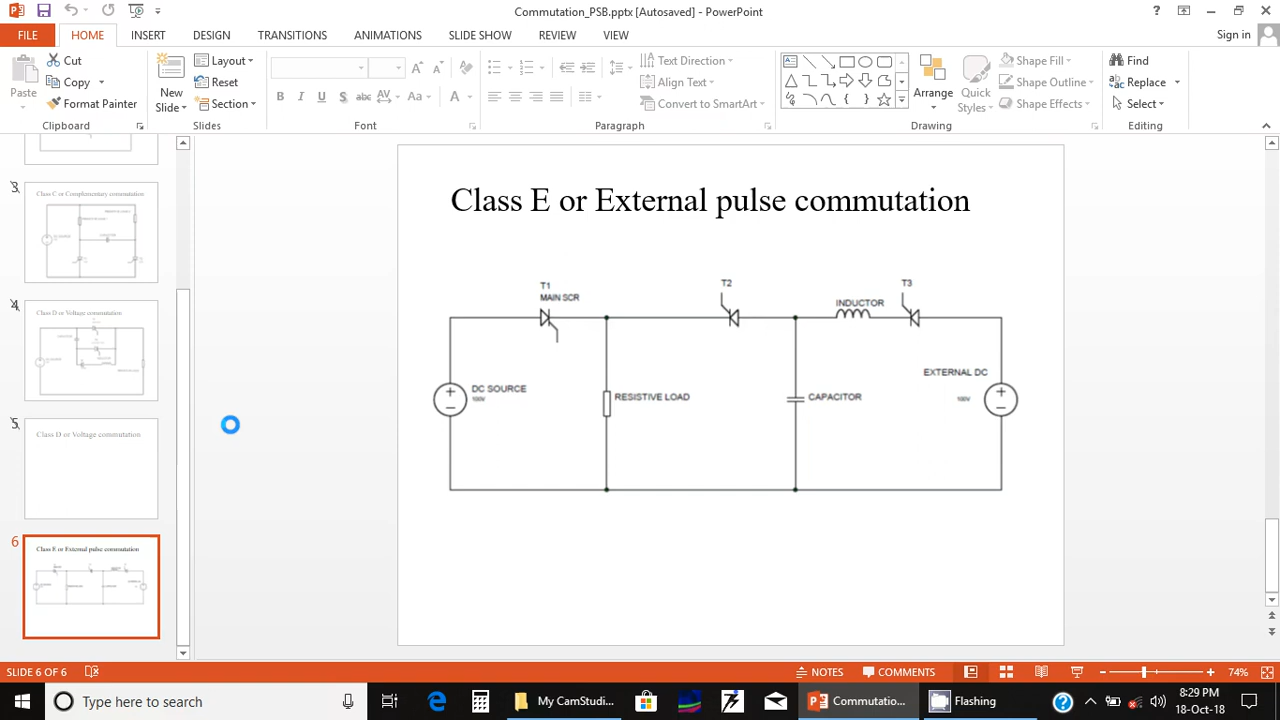 Commutation_PSB.pptx [Autosaved] - PowerPoint
?
FILE HOME INSERT DESIGN TRANSITIONS ANIMATIONS SLIDE SHOW REVIEW VIEW Sign in
Paste
Cut
Copy
Format Painter
Clipboard
New
Slide
Layout
Reset
Section
Slides
B I U S abc AV Aa A
Font
Text Direction
Align Text
Convert to SmartArt
Paragraph
Arrange
Quick
Styles
Shape Fill
Shape Outline
Shape Effects
Drawing
Find
Replace
Select
Editing
3
Class C or Complementary commutation
4
Class D or Voltage commutation
5
Class D or Voltage commutation
6
Class E or External pulse commutation
Class E or External pulse commutation
T1
MAIN SCR
T2
T3
INDUCTOR
DC SOURCE
100V
RESISTIVE LOAD
CAPACITOR
EXTERNAL DC
100V
SLIDE 6 OF 6
NOTES
COMMENTS
74%
Type here to search
My CamStudi...
Commutatio...
Flashing
8:29 PM
18-Oct-18